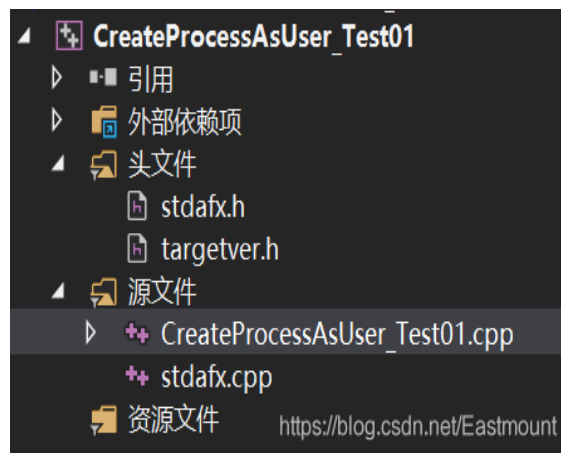 CreateProcessAsUser_Test01
引用
外部依赖项
头文件
stdafx.h
targetver.h
源文件
CreateProcessAsUser_Test01.cpp
stdafx.cpp
资源文件
https://blog.csdn.net/Eastmount